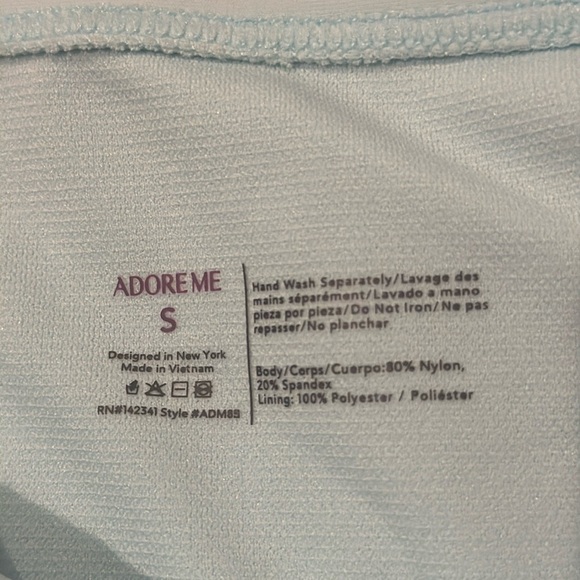 ADORE ME
S
Designed in New York
Made in Vietnam
RN#142341 Style #ADM85
Hand Wash Separately/Lavage des
mains séparément/Lavado a mano
pieza por pieza/Do Not Iron/Ne pas
repasser/No planchar
Body/Corps/Cuerpo:80% Nylon,
20% Spandex
Lining: 100% Polyester / Poliéster